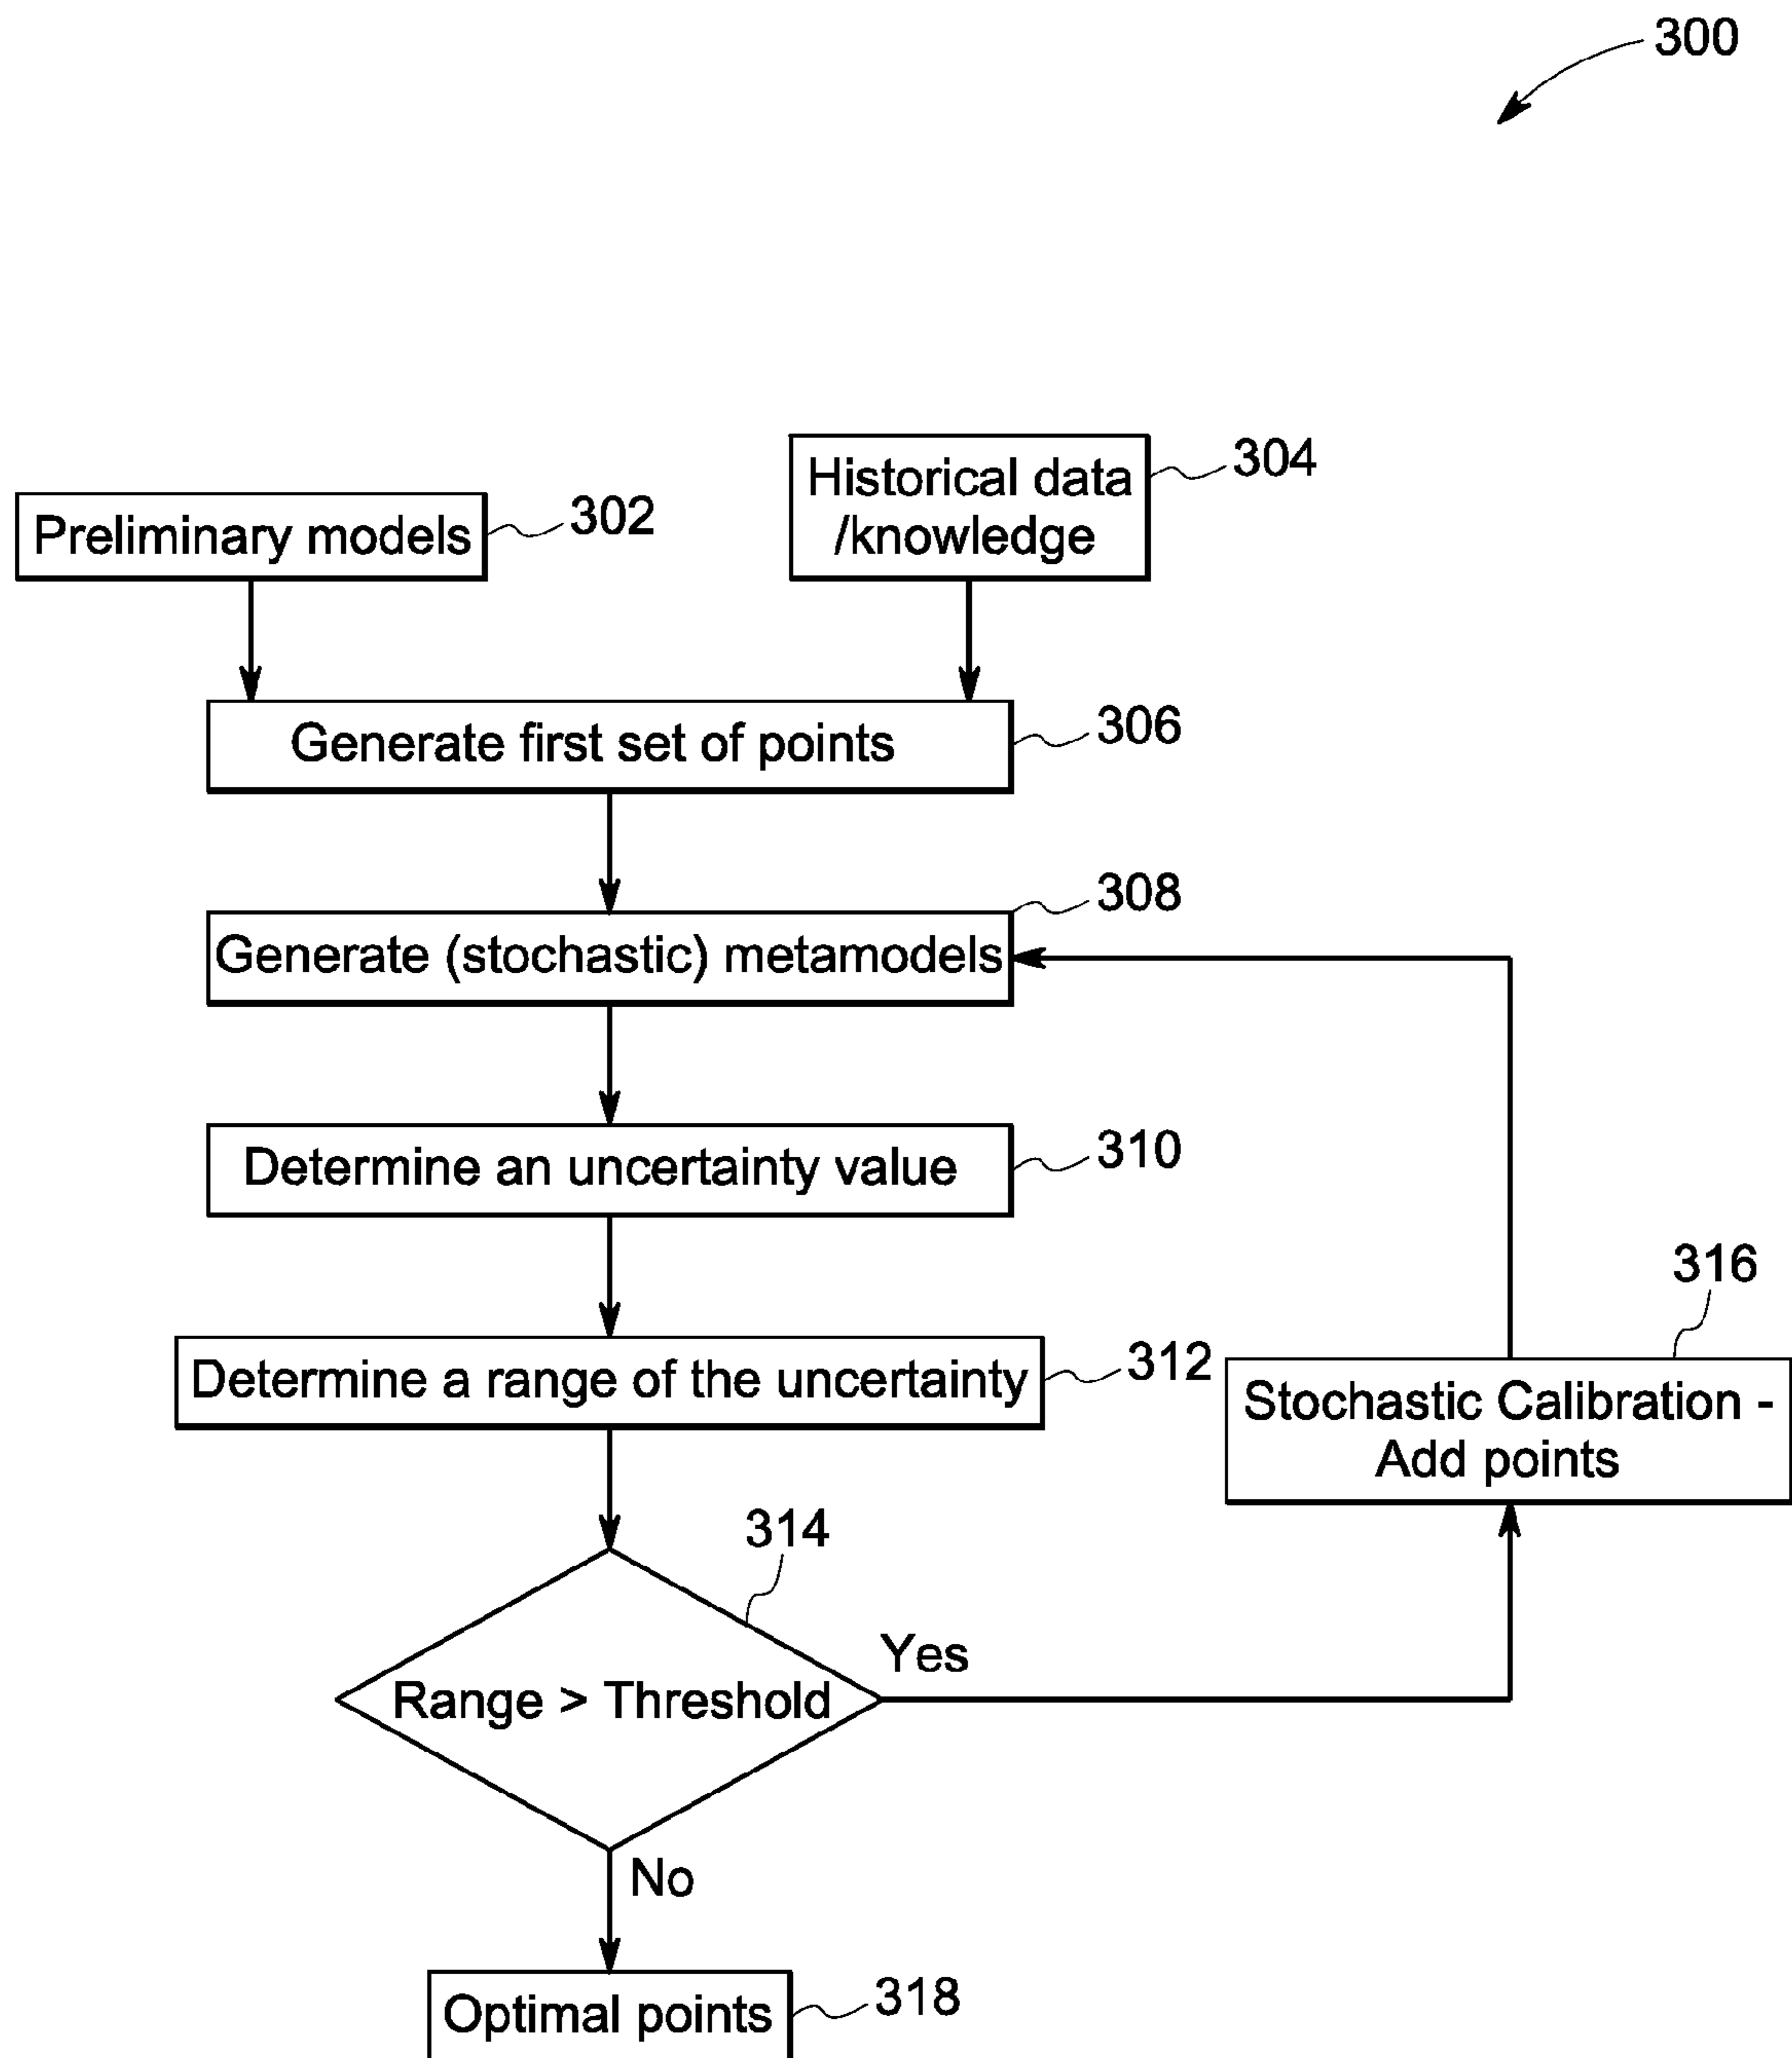 300
Historical data
/knowledge
304
Preliminary models
302
Generate first set of points
306
Generate (stochastic) metamodels
308
Determine an uncertainty value
310
Determine a range of the uncertainty
312
316
Stochastic Calibration -
Add points
314
Range > Threshold
Yes
No
Optimal points
318